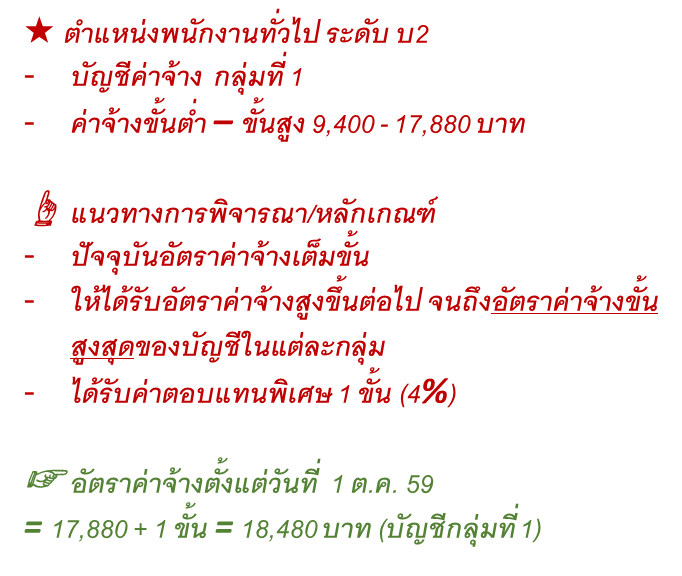 ★ ตำแหน่งพนักงานทั่วไป ระดับ บ2
- บัญชีค่าจ้าง กลุ่มที่ 1
- ค่าจ้างขั้นต่ำ – ขั้นสูง 9,400 - 17,880 บาท
☝ แนวทางการพิจารณา/หลักเกณฑ์
- ปัจจุบันอัตราค่าจ้างเต็มขั้น
- ให้ได้รับอัตราค่าจ้างสูงขึ้นต่อไป จนถึงอัตราค่าจ้างขั้น
สูงสุดของบัญชีในแต่ละกลุ่ม
- ได้รับค่าตอบแทนพิเศษ 1 ขั้น (4%)
☞ อัตราค่าจ้างตั้งแต่วันที่ 1 ต.ค. 59
= 17,880 + 1 ขั้น = 18,480 บาท (บัญชีกลุ่มที่ 1)